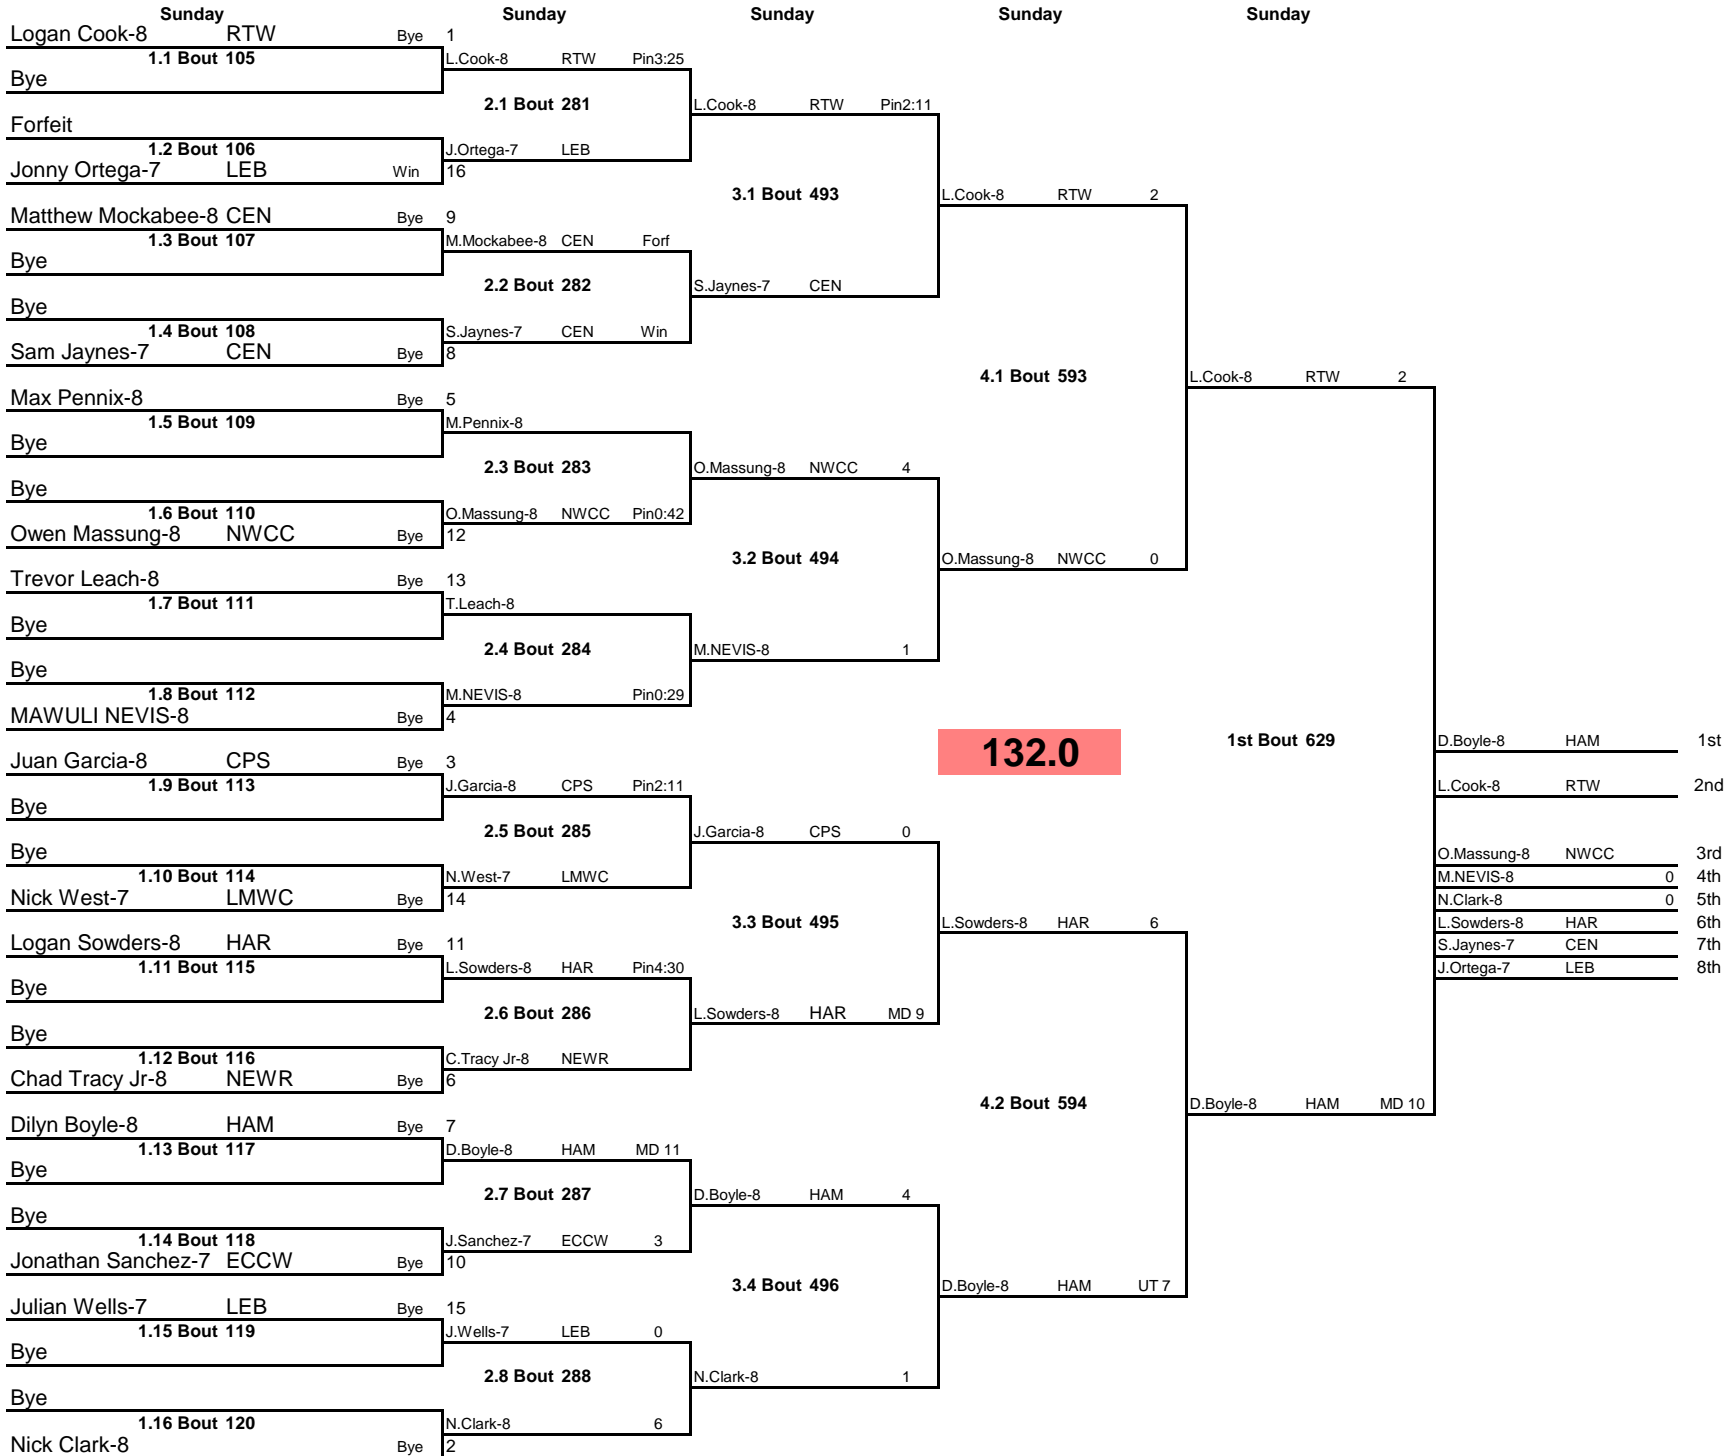 Sunday Sunday Sunday Sunday Sunday
Logan Cook-8 RTW Bye 1
1.1 Bout 105
L.Cook-8 RTW Pin3:25
Bye
2.1 Bout 281
L.Cook-8 RTW Pin2:11
Forfeit
1.2 Bout 106
J.Ortega-7 LEB
Jonny Ortega-7 LEB Win 16
3.1 Bout 493
L.Cook-8 RTW 2
Matthew Mockabee-8 CEN Bye 9
1.3 Bout 107
M.Mockabee-8 CEN Forf
Bye
2.2 Bout 282
S.Jaynes-7 CEN
Bye
1.4 Bout 108
S.Jaynes-7 CEN Win
Sam Jaynes-7 CEN Bye 8
4.1 Bout 593
L.Cook-8 RTW 2
Max Pennix-8 Bye 5
1.5 Bout 109
M.Pennix-8
Bye
2.3 Bout 283
O.Massung-8 NWCC 4
Bye
1.6 Bout 110
O.Massung-8 NWCC Pin0:42
Owen Massung-8 NWCC Bye 12
3.2 Bout 494
O.Massung-8 NWCC 0
Trevor Leach-8 Bye 13
1.7 Bout 111
T.Leach-8
Bye
2.4 Bout 284
M.NEVIS-8 1
Bye
1.8 Bout 112
M.NEVIS-8 Pin0:29
MAWULI NEVIS-8 Bye 4
132.0
1st Bout 629
D.Boyle-8 HAM 1st
Juan Garcia-8 CPS Bye 3
1.9 Bout 113
J.Garcia-8 CPS Pin2:11
L.Cook-8 RTW 2nd
Bye
2.5 Bout 285
J.Garcia-8 CPS 0
Bye
O.Massung-8 NWCC 3rd
1.10 Bout 114
N.West-7 LMWC
M.NEVIS-8 0 4th
Nick West-7 LMWC Bye 14
N.Clark-8 0 5th
3.3 Bout 495
L.Sowders-8 HAR 6
L.Sowders-8 HAR 6th
Logan Sowders-8 HAR Bye 11
S.Jaynes-7 CEN 7th
1.11 Bout 115
L.Sowders-8 HAR Pin4:30
J.Ortega-7 LEB 8th
Bye
2.6 Bout 286
L.Sowders-8 HAR MD 9
Bye
1.12 Bout 116
C.Tracy Jr-8 NEWR
Chad Tracy Jr-8 NEWR Bye 6
4.2 Bout 594
D.Boyle-8 HAM MD 10
Dilyn Boyle-8 HAM Bye 7
1.13 Bout 117
D.Boyle-8 HAM MD 11
Bye
2.7 Bout 287
D.Boyle-8 HAM 4
Bye
1.14 Bout 118
J.Sanchez-7 ECCW 3
Jonathan Sanchez-7 ECCW Bye 10
3.4 Bout 496
D.Boyle-8 HAM UT 7
Julian Wells-7 LEB Bye 15
1.15 Bout 119
J.Wells-7 LEB 0
Bye
2.8 Bout 288
N.Clark-8 1
Bye
1.16 Bout 120
N.Clark-8 6
Nick Clark-8 Bye 2